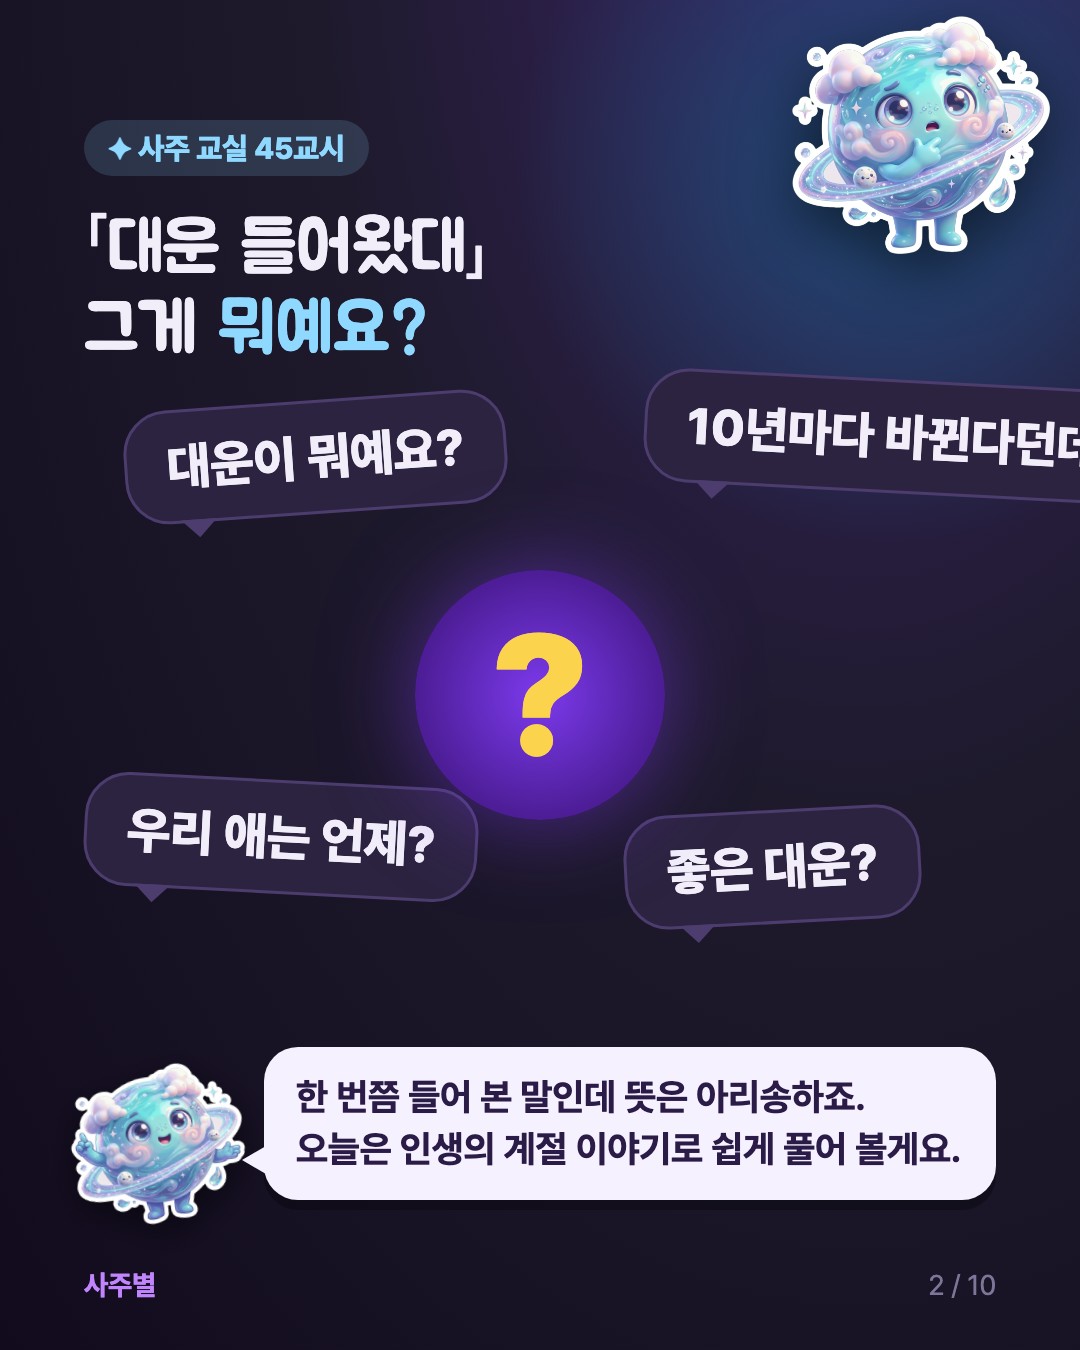 ✦ 사주 교실 45교시
「대운 들어왔대」
그게 뭐예요?
대운이 뭐예요?
10년마다 바뀐다던데
?
우리 애는 언제?
좋은 대운?
한 번쯤 들어 본 말인데 뜻은 아리송하죠.
오늘은 인생의 계절 이야기로 쉽게 풀어 볼게요.
사주별
2 / 10